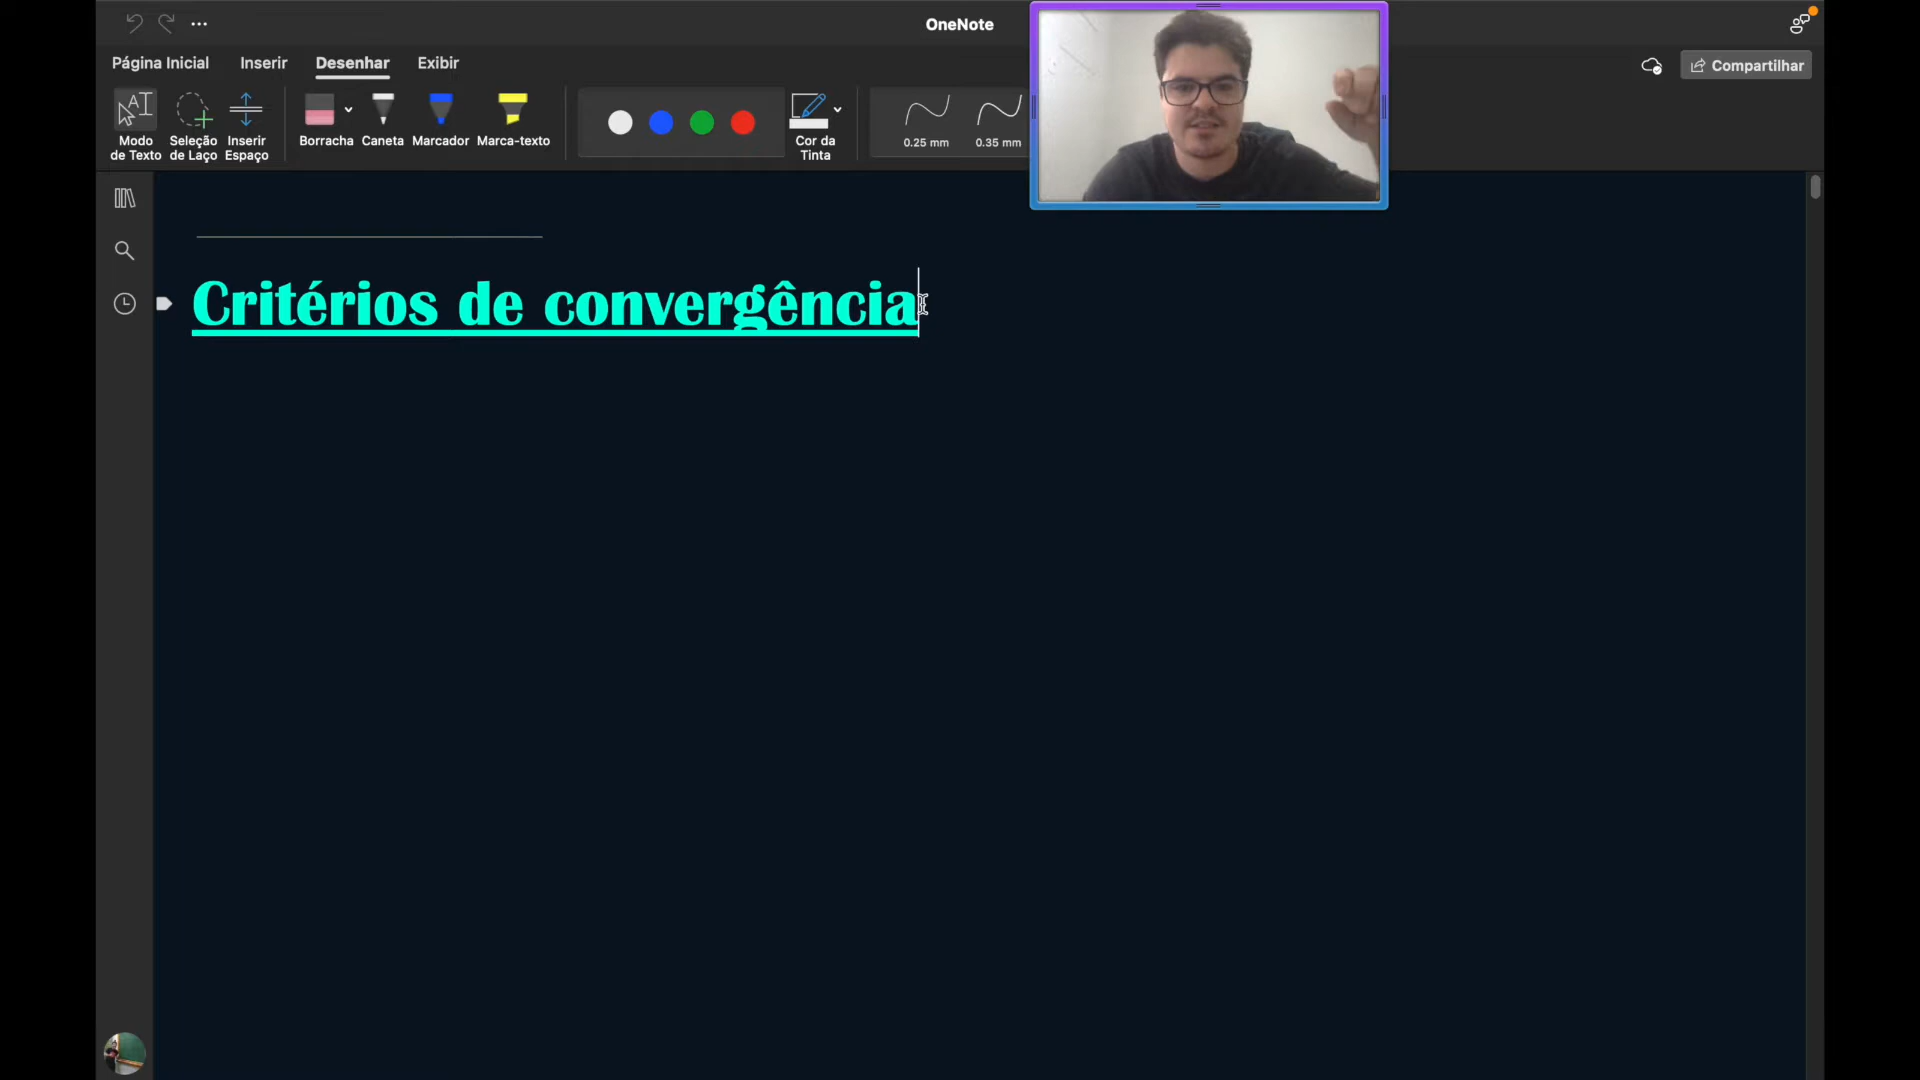 OneNote
Página Inicial Inserir Desenhar Exibir
Compartilhar
Modo de Texto
Seleção de Laço
Inserir Espaço
Borracha
Caneta
Marcador
Marca-texto
Cor da Tinta
0.25 mm
0.35 mm
Critérios de convergência